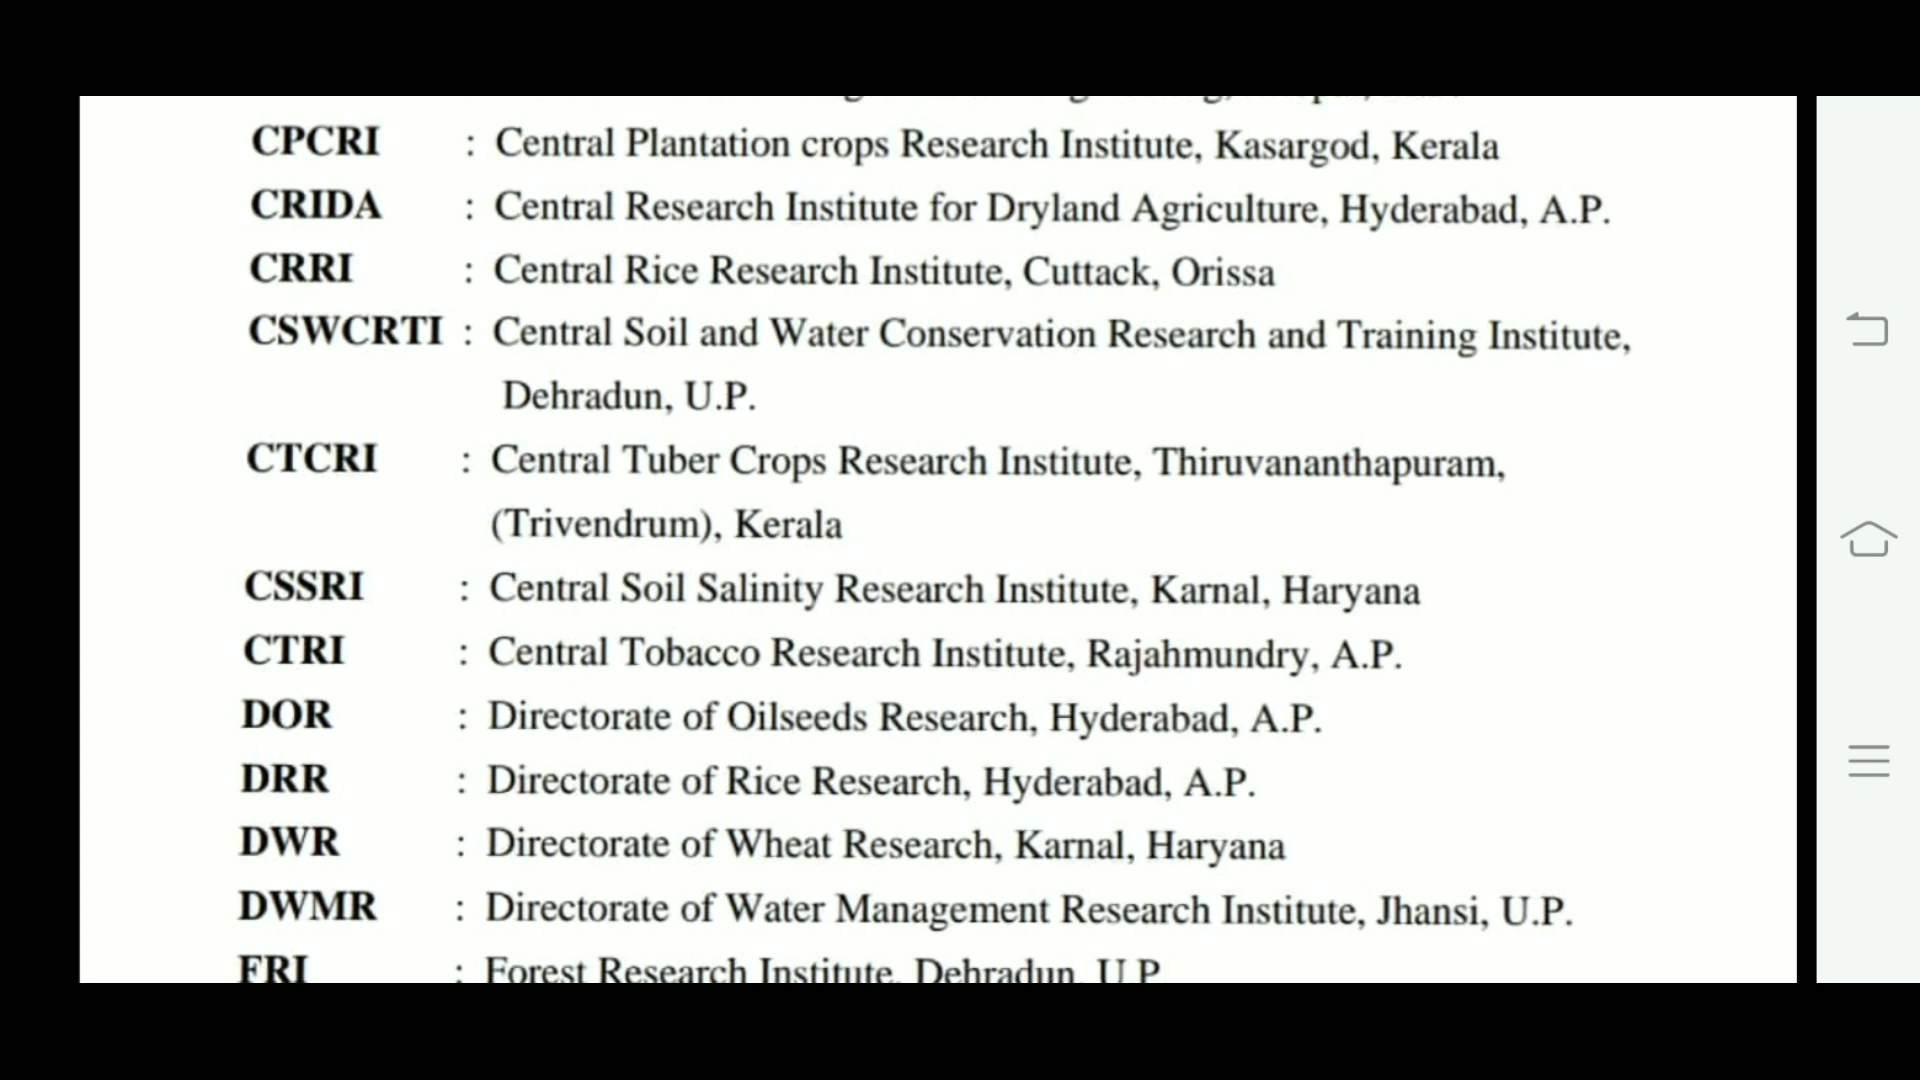 CPCRI : Central Plantation crops Research Institute, Kasargod, Kerala
CRIDA : Central Research Institute for Dryland Agriculture, Hyderabad, A.P.
CRRI : Central Rice Research Institute, Cuttack, Orissa
CSWCRTI : Central Soil and Water Conservation Research and Training Institute,
Dehradun, U.P.
CTCRI : Central Tuber Crops Research Institute, Thiruvananthapuram,
(Trivendrum), Kerala
CSSRI : Central Soil Salinity Research Institute, Karnal, Haryana
CTRI : Central Tobacco Research Institute, Rajahmundry, A.P.
DOR : Directorate of Oilseeds Research, Hyderabad, A.P.
DRR : Directorate of Rice Research, Hyderabad, A.P.
DWR : Directorate of Wheat Research, Karnal, Haryana
DWMR : Directorate of Water Management Research Institute, Jhansi, U.P.
FRI : Forest Research Institute, Dehradun, U.P.